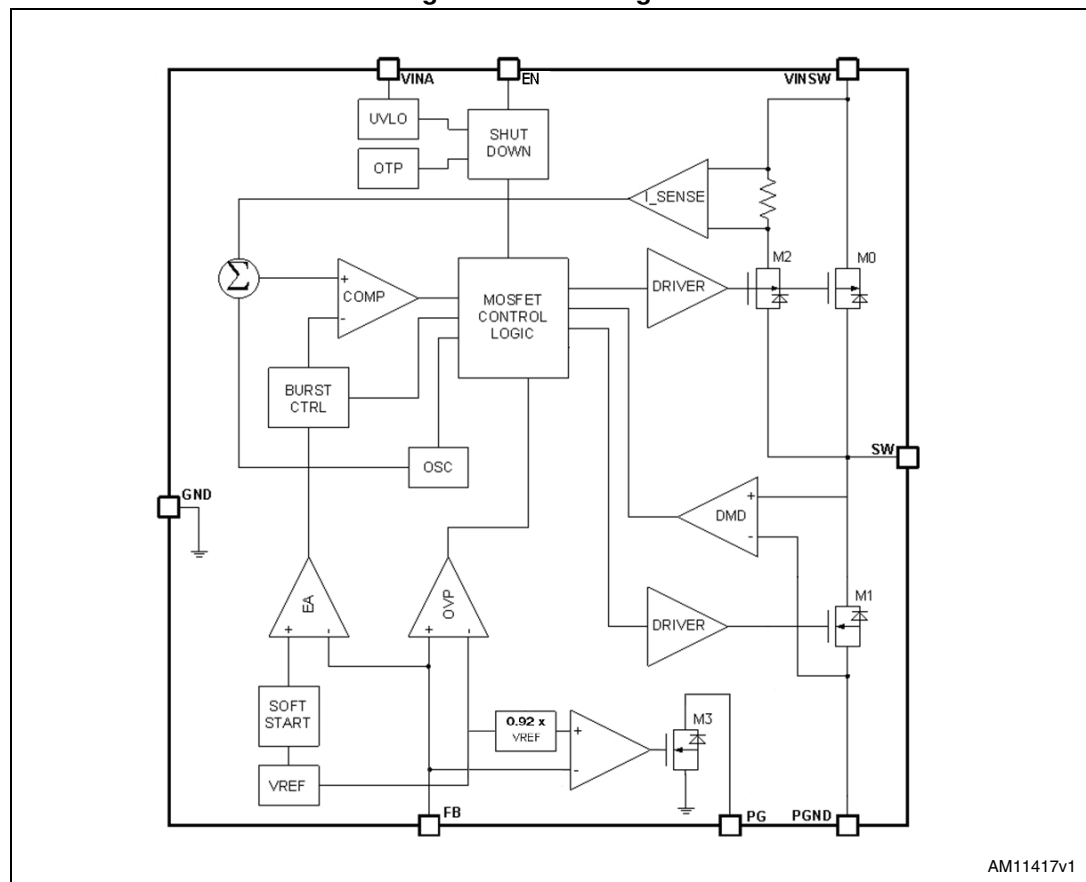 VINA
EN
VINSW
UVLO
SHUT
DOWN
OTP
I_SENSE
M2
M0
Σ
+
COMP
-
MOSFET
CONTROL
LOGIC
DRIVER
BURST
CTRL
OSC
SW
GND
+
DMD
-
EA
+ -
OVP
+ -
DRIVER
M1
SOFT
START
VREF
0.92 x
VREF
+
-
M3
FB
PG
PGND
AM11417v1